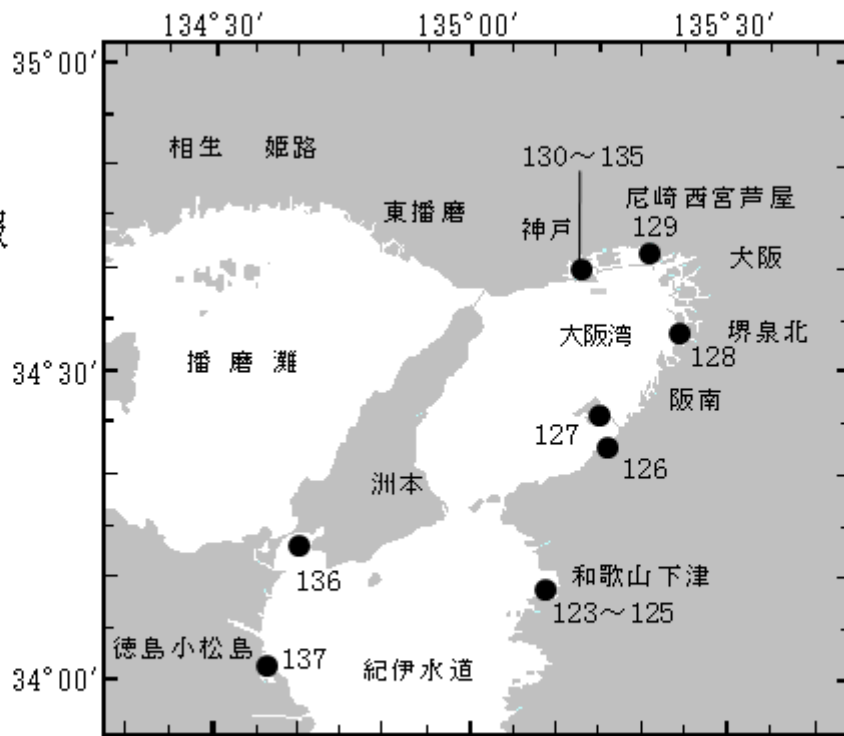 134°30′
135°00′
135°30′
35°00′
相生
姫路
130～135
尼崎西宮芦屋
東播磨
神戸
129
大阪
大阪湾
堺泉北
播磨灘
128
34°30′
阪南
127
126
洲本
136
和歌山下津
123～125
徳島小松島
137
紀伊水道
34°00′